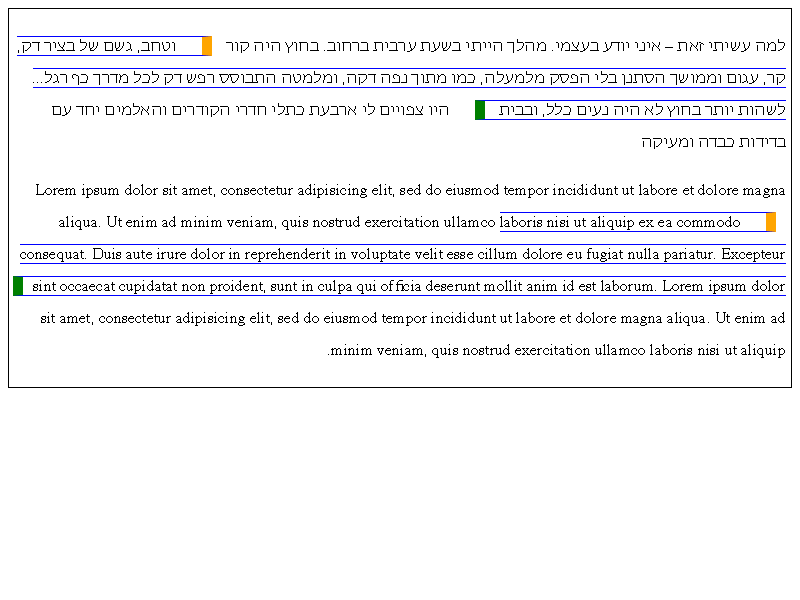 למה עשיתי זאת – איני יודע בעצמי. מהלך הייתי בשעת ערבית ברחוב. בחוץ היה קור וטחב, גשם של בציר דק,
קר, עגום וממושך הסתנן בלי הפסק מלמעלה, כמו מתוך נפה דקה, ומלמטה התבוסס רפש דק לכל מדרך כף רגל...
לשהות יותר בחוץ לא היה נעים כלל, ובבית היו צפויים לי ארבעת כתלי חדרי הקודרים והאלמים יחד עם
בדידות כבדה ומעיקה
Lorem ipsum dolor sit amet, consectetur adipisicing elit, sed do eiusmod tempor incididunt ut labore et dolore magna
aliqua. Ut enim ad minim veniam, quis nostrud exercitation ullamco laboris nisi ut aliquip ex ea commodo
consequat. Duis aute irure dolor in reprehenderit in voluptate velit esse cillum dolore eu fugiat nulla pariatur. Excepteur
sint occaecat cupidatat non proident, sunt in culpa qui officia deserunt mollit anim id est laborum. Lorem ipsum dolor
sit amet, consectetur adipisicing elit, sed do eiusmod tempor incididunt ut labore et dolore magna aliqua. Ut enim ad
.minim veniam, quis nostrud exercitation ullamco laboris nisi ut aliquip